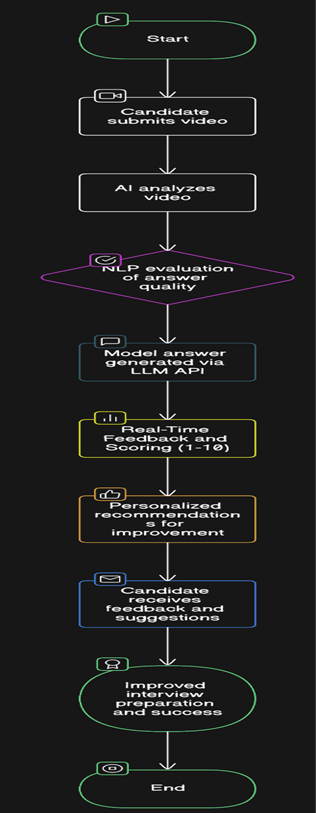 Start
Candidate
submits video
AI analyzes
video
NLP evaluation
of answer
quality
Model answer
generated via
LLM API
Real-Time
Feedback and
Scoring (1-10)
Personalized
recommendation
s for
improvement
Candidate
receives
feedback and
suggestions
Improved
interview
preparation
and success
End